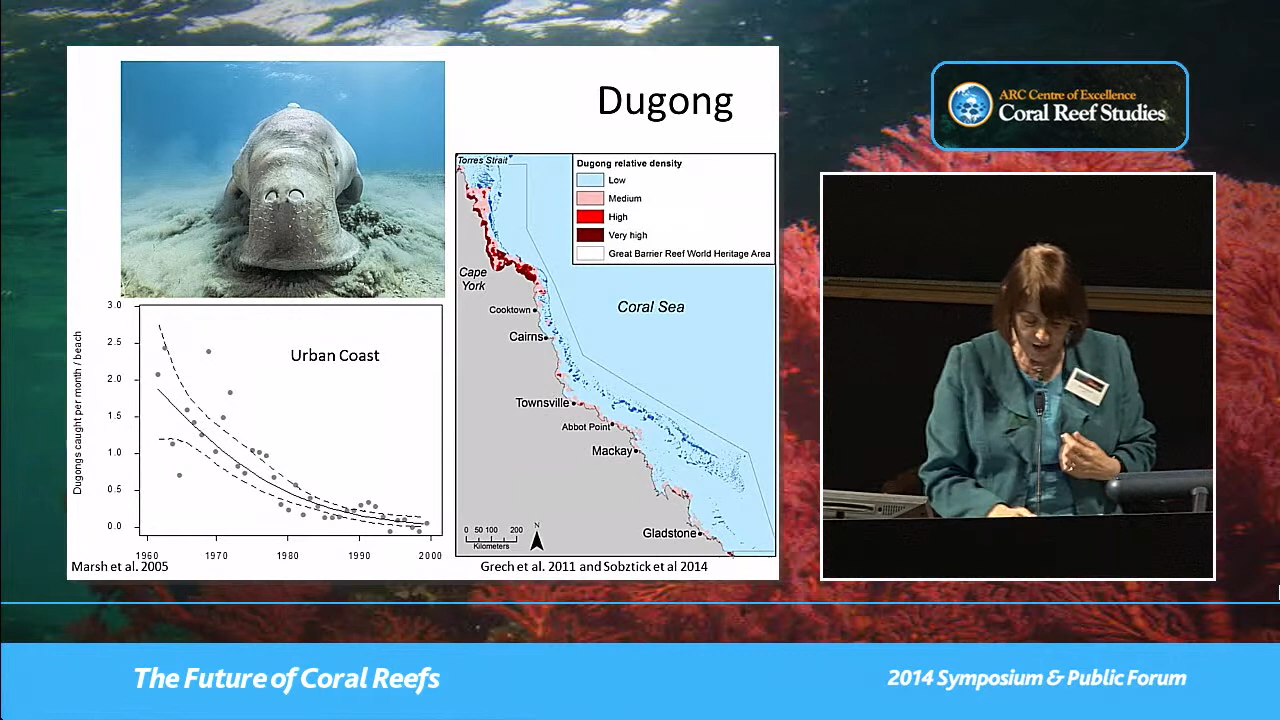 Dugong
ARC Centre of Excellence
Coral Reef Studies
Torres Strait
Dugong relative density
Low
Medium
High
Very high
Great Barrier Reef World Heritage Area
Cape
York
Coral Sea
Cooktown
Cairns
Townsville
Abbot Point
Mackay
Gladstone
0 50 100 200
Kilometers
N
3.0
2.5
2.0
1.5
1.0
0.5
0.0
Dugongs caught per month / beach
Urban Coast
1960 1970 1980 1990 2000
Marsh et al. 2005
Grech et al. 2011 and Sobztick et al 2014
The Future of Coral Reefs
2014 Symposium & Public Forum